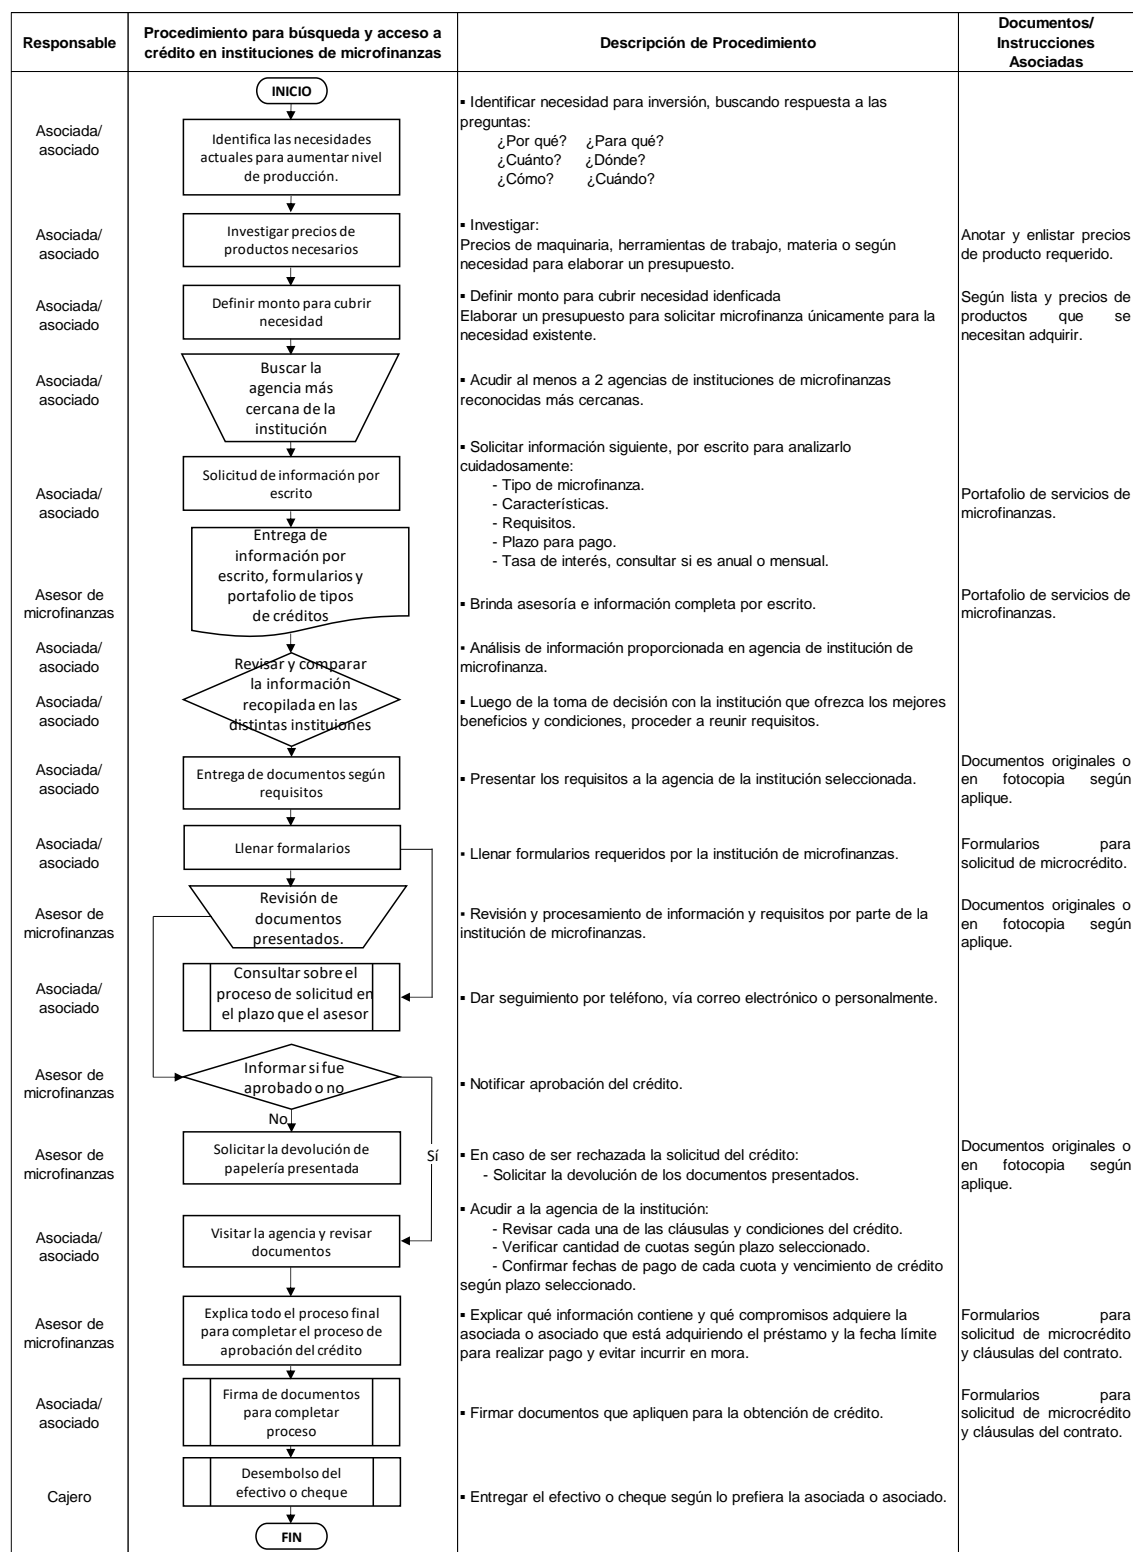 Responsable
Procedimiento para búsqueda y acceso a
crédito en instituciones de microfinanzas
Descripción de Procedimiento
Documentos/
Instrucciones
Asociadas
INICIO
Asociada/
asociado
Identifica las necesidades
actuales para aumentar nivel
de producción.
▪ Identificar necesidad para inversión, buscando respuesta a las
preguntas:
¿Por qué? ¿Para qué?
¿Cuánto? ¿Dónde?
¿Cómo? ¿Cuándo?
Asociada/
asociado
Investigar precios de
productos necesarios
▪ Investigar:
Precios de maquinaria, herramientas de trabajo, materia o según
necesidad para elaborar un presupuesto.
Anotar y enlistar precios
de producto requerido.
Asociada/
asociado
Definir monto para cubrir
necesidad
▪ Definir monto para cubrir necesidad idenficada
Elaborar un presupuesto para solicitar microfinanza únicamente para la
necesidad existente.
Según lista y precios de
productos que se
necesitan adquirir.
Asociada/
asociado
Buscar la
agencia más
cercana de la
institución
▪ Acudir al menos a 2 agencias de instituciones de microfinanzas
reconocidas más cercanas.
Asociada/
asociado
Solicitud de información por
escrito
▪ Solicitar información siguiente, por escrito para analizarlo
cuidadosamente:
- Tipo de microfinanza.
- Características.
- Requisitos.
- Plazo para pago.
- Tasa de interés, consultar si es anual o mensual.
Portafolio de servicios de
microfinanzas.
Asesor de
microfinanzas
Entrega de
información por
escrito, formularios y
portafolio de tipos
de créditos
▪ Brinda asesoría e información completa por escrito.
Portafolio de servicios de
microfinanzas.
Asociada/
asociado
Revisar y comparar
la información
recopilada en las
distintas instituiones
▪ Análisis de información proporcionada en agencia de institución de
microfinanza.
Asociada/
asociado
▪ Luego de la toma de decisión con la institución que ofrezca los mejores
beneficios y condiciones, proceder a reunir requisitos.
Asociada/
asociado
Entrega de documentos según
requisitos
▪ Presentar los requisitos a la agencia de la institución seleccionada.
Documentos originales o
en fotocopia según
aplique.
Asociada/
asociado
Llenar formalarios
▪ Llenar formularios requeridos por la institución de microfinanzas.
Formularios para
solicitud de microcrédito.
Asesor de
microfinanzas
Revisión de
documentos
presentados.
▪ Revisión y procesamiento de información y requisitos por parte de la
institución de microfinanzas.
Documentos originales o
en fotocopia según
aplique.
Asociada/
asociado
Consultar sobre el
proceso de solicitud en
el plazo que el asesor
▪ Dar seguimiento por teléfono, vía correo electrónico o personalmente.
Asesor de
microfinanzas
Informar si fue
aprobado o no
▪ Notificar aprobación del crédito.
No
Sí
Asesor de
microfinanzas
Solicitar la devolución de
papelería presentada
▪ En caso de ser rechazada la solicitud del crédito:
- Solicitar la devolución de los documentos presentados.
Documentos originales o
en fotocopia según
aplique.
Asociada/
asociado
Visitar la agencia y revisar
documentos
▪ Acudir a la agencia de la institución:
- Revisar cada una de las cláusulas y condiciones del crédito.
- Verificar cantidad de cuotas según plazo seleccionado.
- Confirmar fechas de pago de cada cuota y vencimiento de crédito
según plazo seleccionado.
Asesor de
microfinanzas
Explica todo el proceso final
para completar el proceso de
aprobación del crédito
▪ Explicar qué información contiene y qué compromisos adquiere la
asociada o asociado que está adquiriendo el préstamo y la fecha límite
para realizar pago y evitar incurrir en mora.
Formularios para
solicitud de microcrédito
y cláusulas del contrato.
Asociada/
asociado
Firma de documentos
para completar
proceso
▪ Firmar documentos que apliquen para la obtención de crédito.
Formularios para
solicitud de microcrédito
y cláusulas del contrato.
Cajero
Desembolso del
efectivo o cheque
▪ Entregar el efectivo o cheque según lo prefiera la asociada o asociado.
FIN